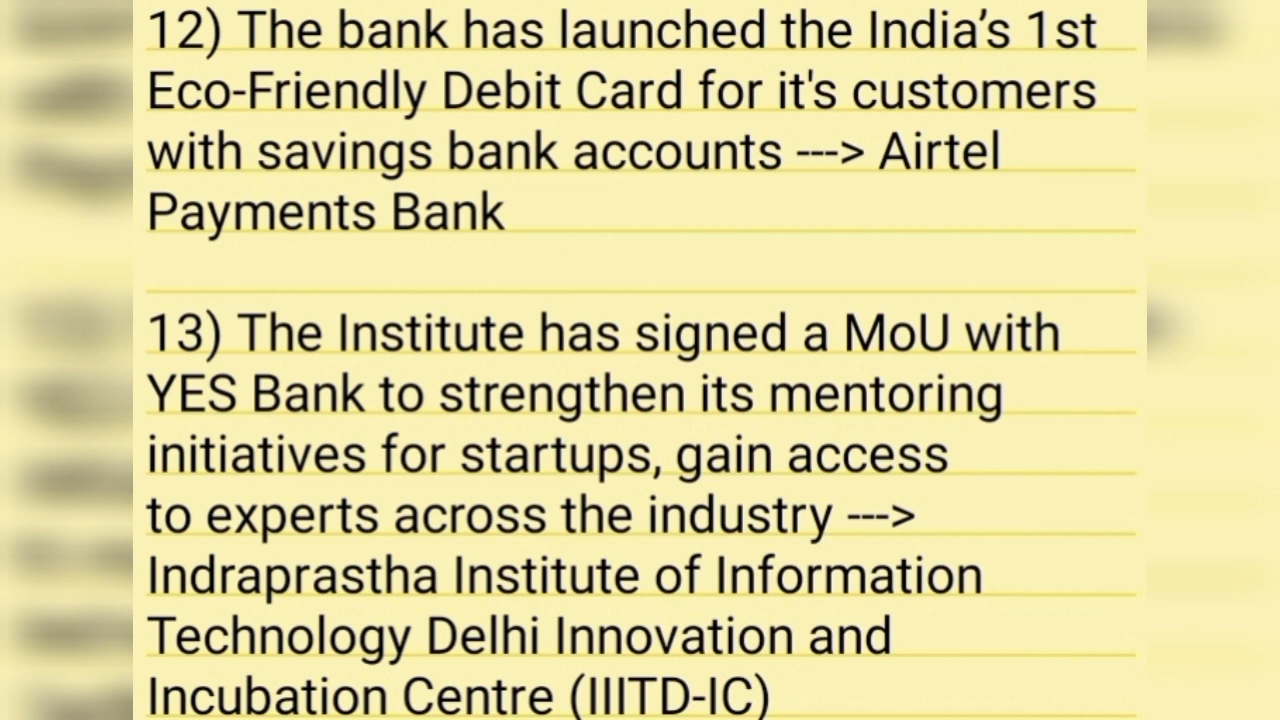 12) The bank has launched the India’s 1st
Eco-Friendly Debit Card for it's customers
with savings bank accounts ---> Airtel
Payments Bank
13) The Institute has signed a MoU with
YES Bank to strengthen its mentoring
initiatives for startups, gain access
to experts across the industry --->
Indraprastha Institute of Information
Technology Delhi Innovation and
Incubation Centre (IIITD-IC)